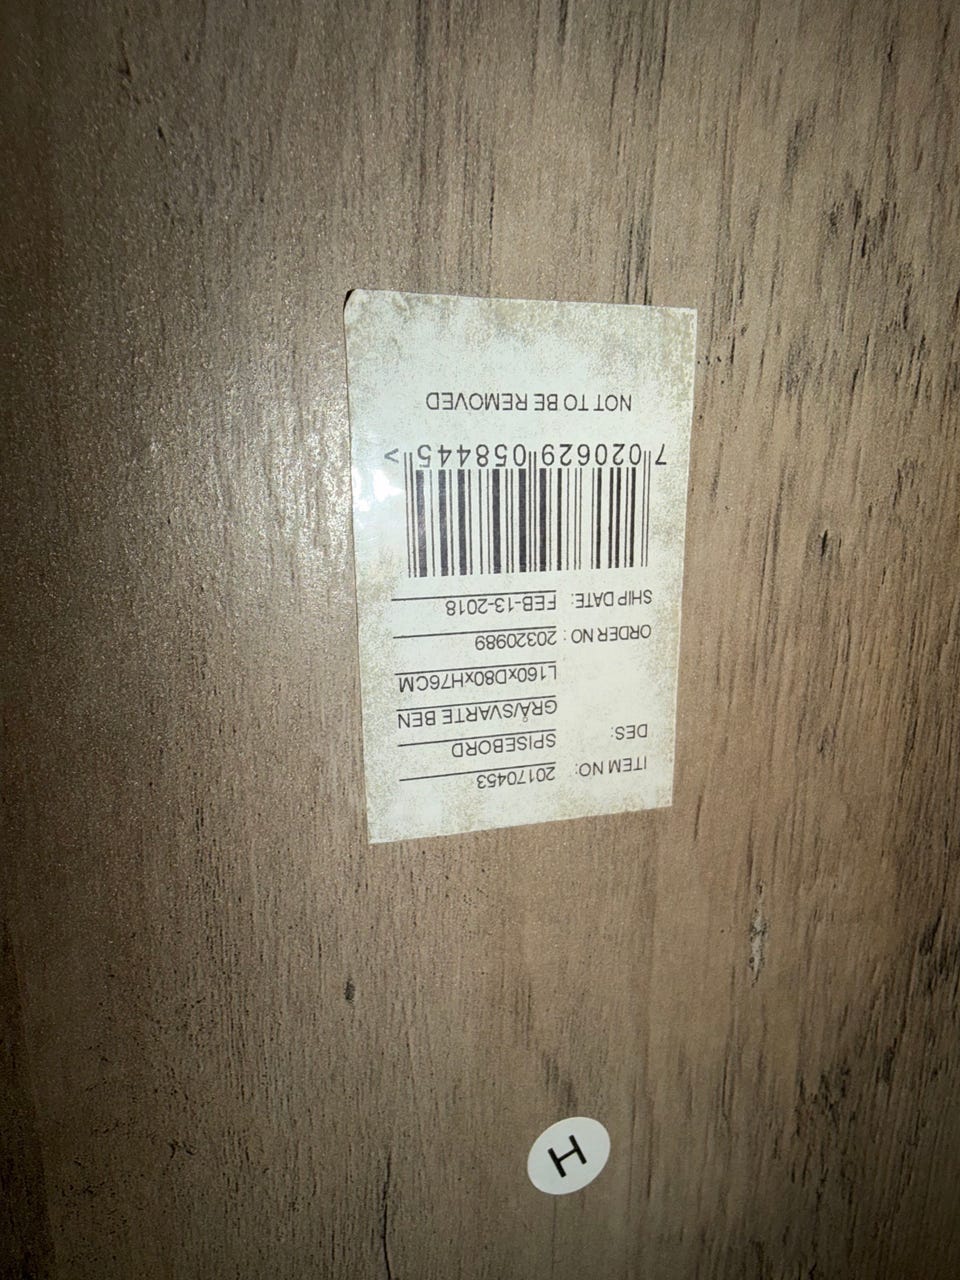 ITEM NO: 20170453
DES: SPISEBORD
GRÅ/SVARTE BEN
L160xD80xH76CM
ORDER NO: 20320989
SHIP DATE: FEB-13-2018
7 020629 058445 >
NOT TO BE REMOVED
H